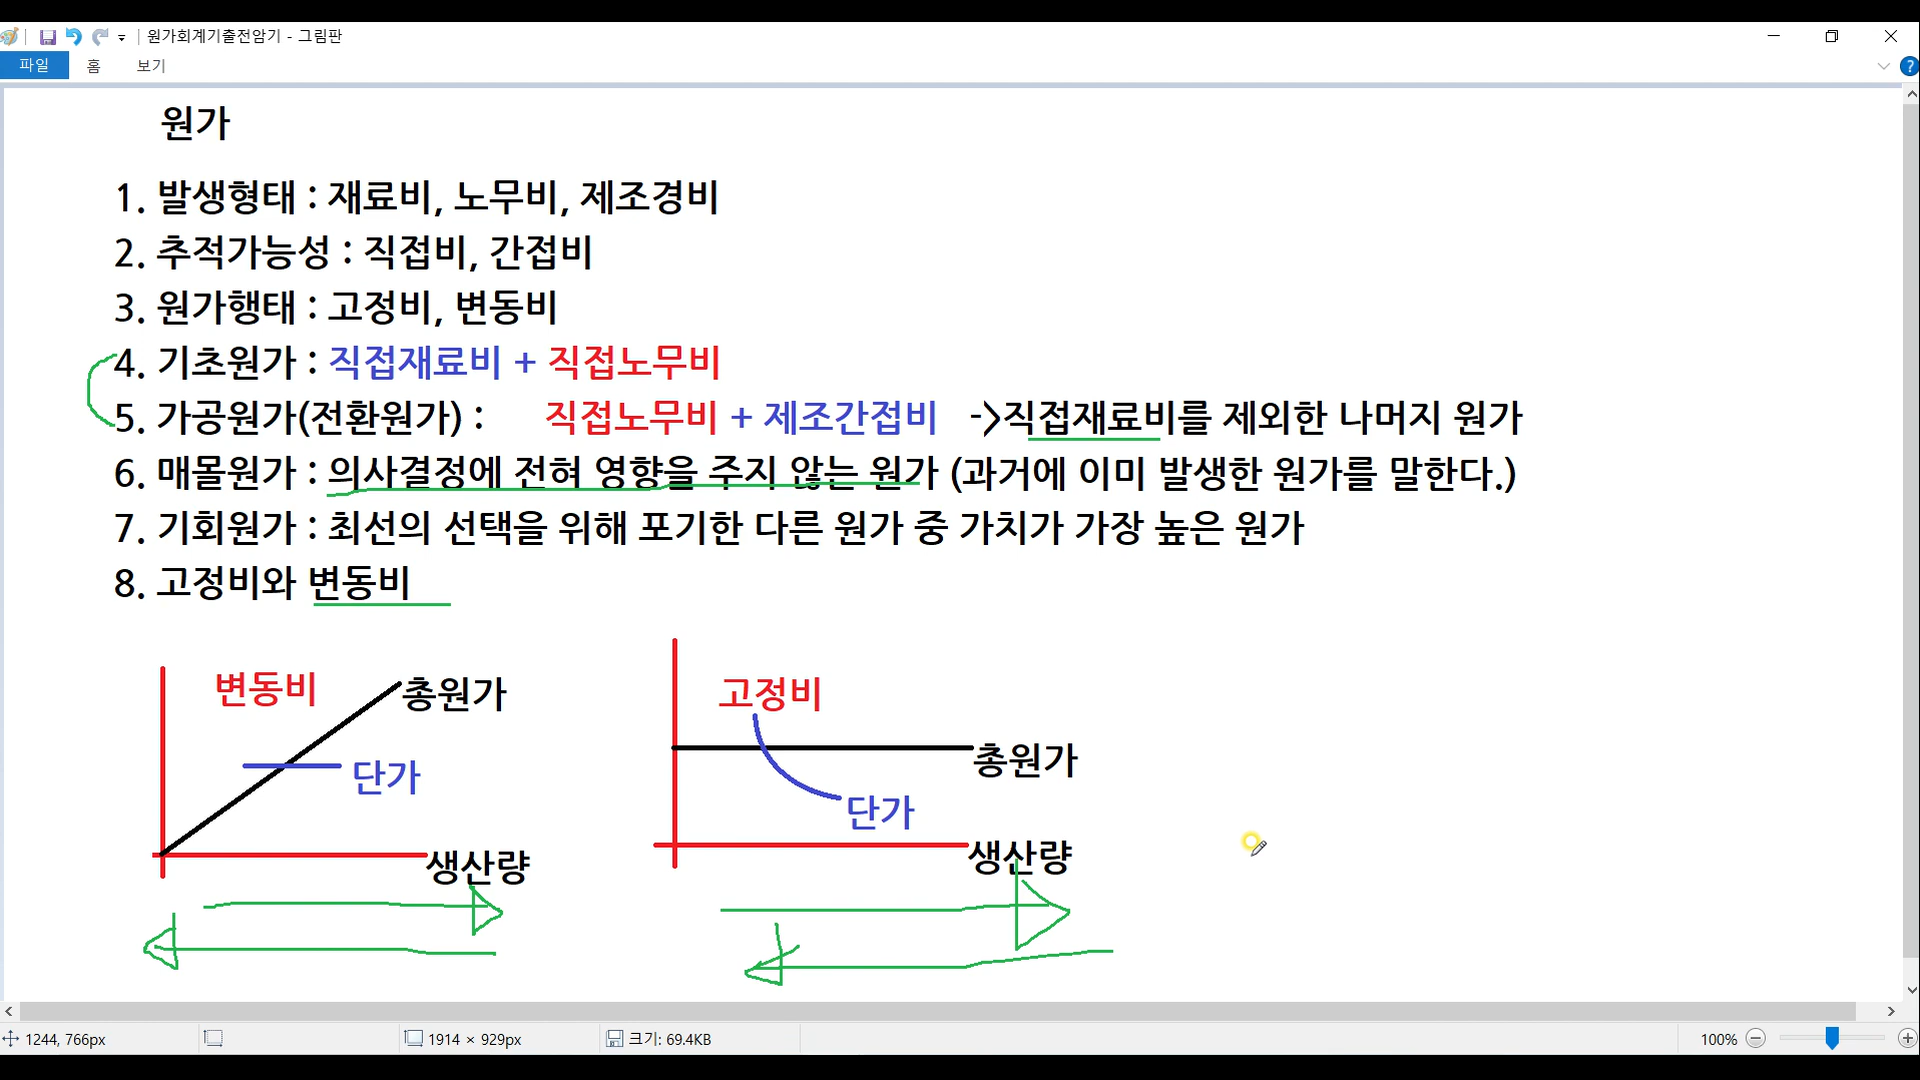 원가회계기출전암기 - 그림판
파일 홈 보기
원가
1. 발생형태 : 재료비, 노무비, 제조경비
2. 추적가능성 : 직접비, 간접비
3. 원가행태 : 고정비, 변동비
4. 기초원가 : 직접재료비 + 직접노무비
5. 가공원가(전환원가) : 직접노무비 + 제조간접비 ->직접재료비를 제외한 나머지 원가
6. 매몰원가 : 의사결정에 전혀 영향을 주지 않는 원가 (과거에 이미 발생한 원가를 말한다.)
7. 기회원가 : 최선의 선택을 위해 포기한 다른 원가 중 가치가 가장 높은 원가
8. 고정비와 변동비
변동비
총원가
단가
생산량
고정비
총원가
단가
생산량
1244, 766px 1914 × 929px 크기: 69.4KB 100%